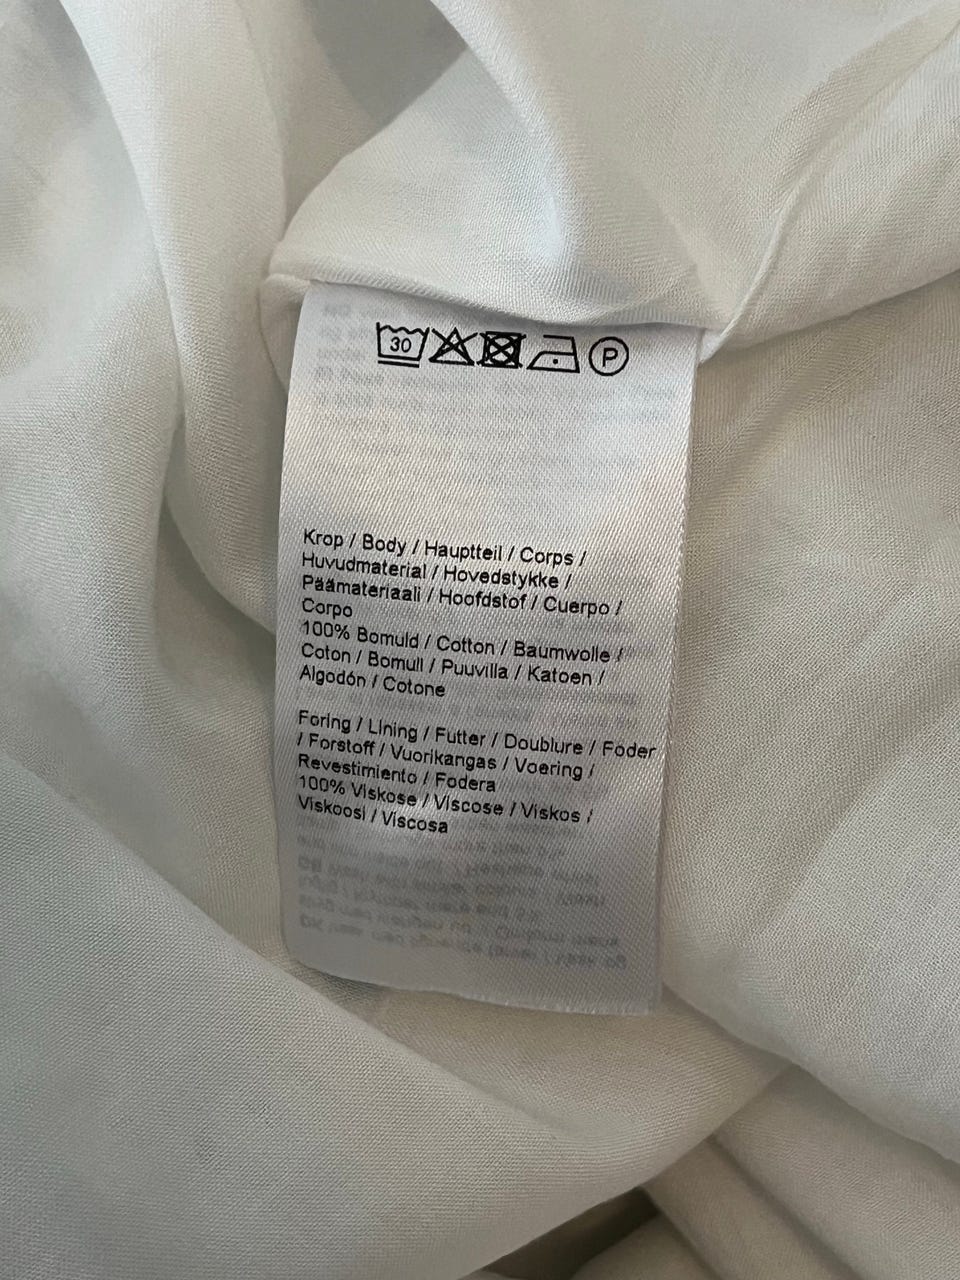 30 P
Krop / Body / Hauptteil / Corps /
Huvudmaterial / Hovedstykke /
Päämateriaali / Hoofdstof / Cuerpo /
Corpo
100% Bomuld / Cotton / Baumwolle /
Coton / Bomull / Puuvilla / Katoen /
Algodón / Cotone
Foring / Lining / Futter / Doublure / Foder
/ Forstoff / Vuorikangas / Voering /
Revestimiento / Fodera
100% Viskose / Viscose / Viskos /
Viskoosi / Viscosa